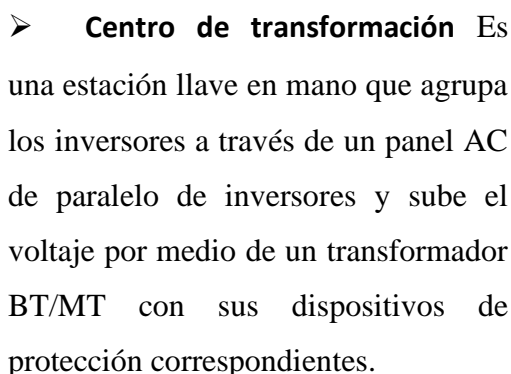 ➢ Centro de transformación Es
una estación llave en mano que agrupa
los inversores a través de un panel AC
de paralelo de inversores y sube el
voltaje por medio de un transformador
BT/MT con sus dispositivos de
protección correspondientes.